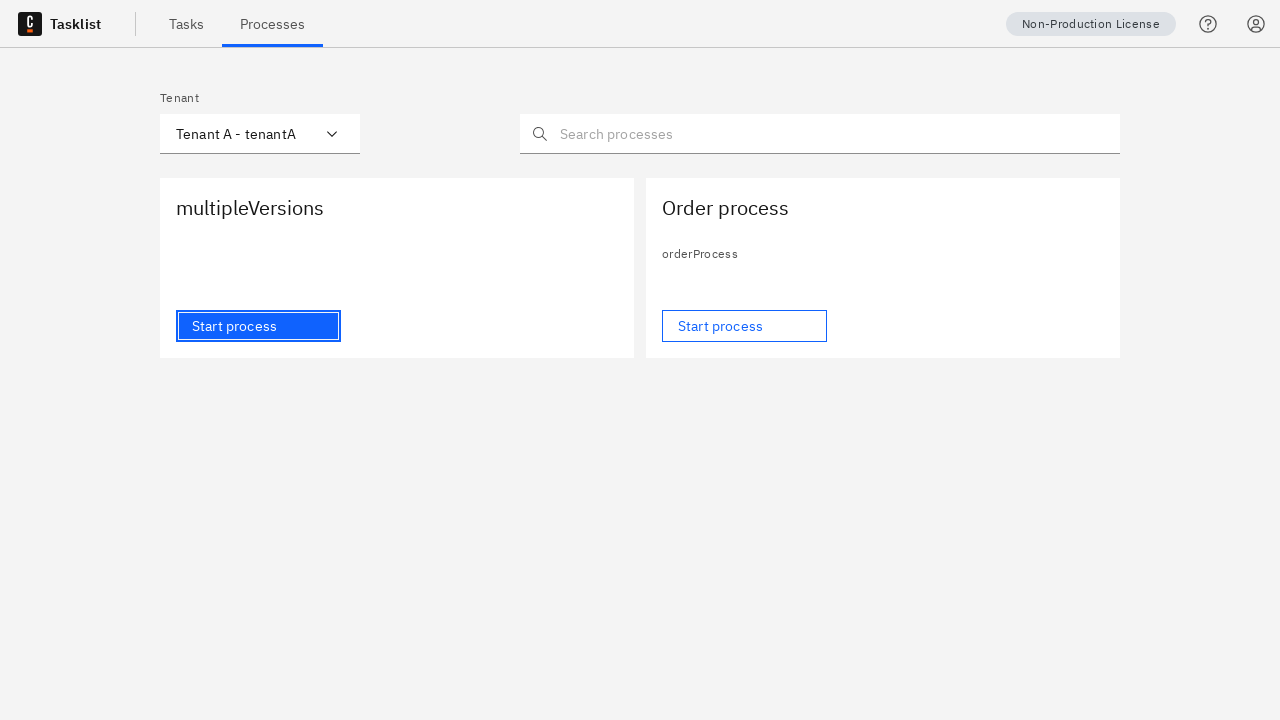 Tasklist
Tasks
Processes
Non-Production License
Tenant
Tenant A - tenantA
Search processes
multipleVersions
Start process
Order process
orderProcess
Start process